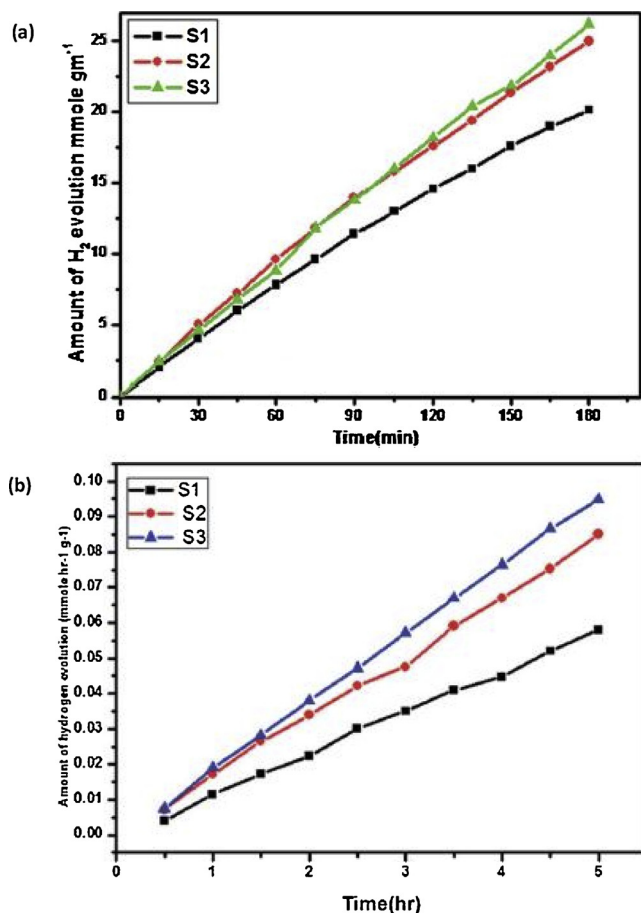 (a)
S1
S2
S3
25
20
15
10
5
0
Amount of H2 evolution mmole gm-1
0 30 60 90 120 150 180
Time(min)
(b)
S1
S2
S3
0.10
0.09
0.08
0.07
0.06
0.05
0.04
0.03
0.02
0.01
0.00
Amount of hydrogen evolution (mmole hr-1 g-1)
0 1 2 3 4 5
Time(hr)